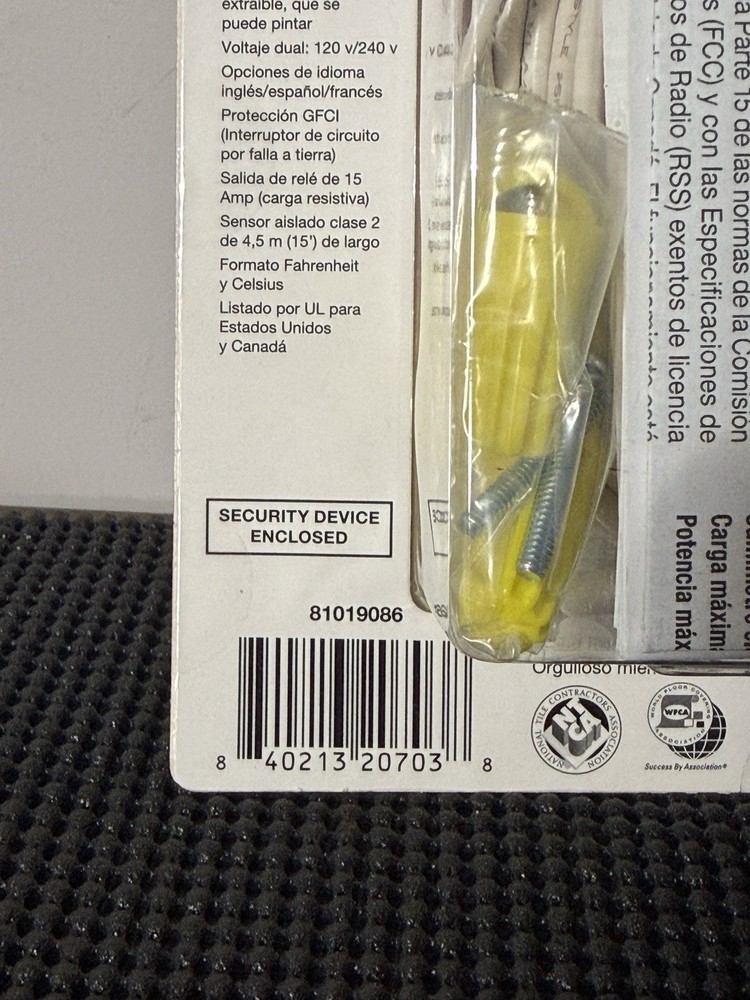 extraíble, que se
puede pintar
Voltaje dual: 120 v/240 v
Opciones de idioma
inglés/español/francés
Protección GFCI
(Interruptor de circuito
por falla a tierra)
Salida de relé de 15
Amp (carga resistiva)
Sensor aislado clase 2
de 4,5 m (15') de largo
Formato Fahrenheit
y Celsius
Listado por UL para
Estados Unidos
y Canadá
SECURITY DEVICE
ENCLOSED
81019086
8 40213 20703 8
a Parte 15 de las normas de la Comisión
s (FCC) y con las Especificaciones de
os de Radio (RSS) exentos de licencia
Carga máxim
Potencia máx
Orgulloso
NATIONAL TILE CONTRACTORS ASSOCIATION
NTCA
WORLD FLOOR COVERING
WFCA
ASSOCIATION
Success By Association®